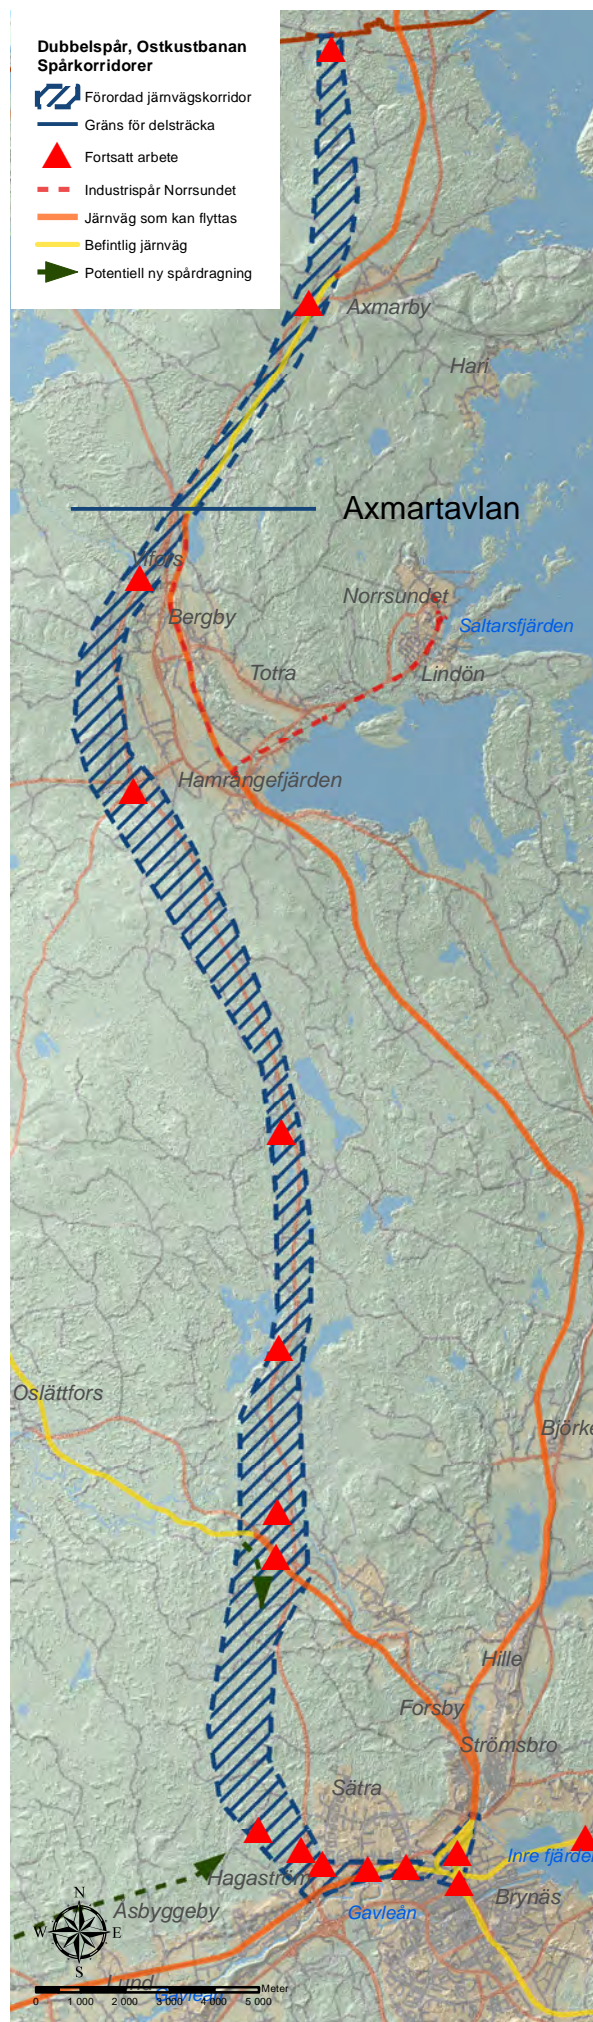 Dubbelspår, Ostkustbanan
Spårkorridorer
Förordad järnvägskorridor
Gräns för delsträcka
Fortsatt arbete
Industrispår Norrsundet
Järnväg som kan flyttas
Befintlig järnväg
Potentiell ny spårdragning
Axmarby
Hari
Axmartavlan
Vifors
Norrsundet
Bergby
Saltarsfjärden
Totra
Lindön
Hamrångefjärden
Oslättfors
Björke
Hille
Forsby
Strömsbro
Sätra
Inre fjärden
Hagaström
Brynäs
Åsbyggeby
Gavleån
N
W E
S
Lund
Gavleån
Meter
0 1 000 2 000 3 000 4 000 5 000